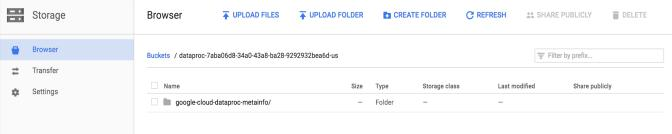 Storage
Browser
UPLOAD FILES
UPLOAD FOLDER
CREATE FOLDER
REFRESH
SHARE PUBLICLY
DELETE
Browser
Transfer
Settings
Buckets / dataproc-7aba06d8-34a0-43a8-ba28-9292932bea6d-us
Filter by prefix...
Name Size Type Storage class Last modified Share publicly
google-cloud-dataproc-metainfo/ — Folder — —